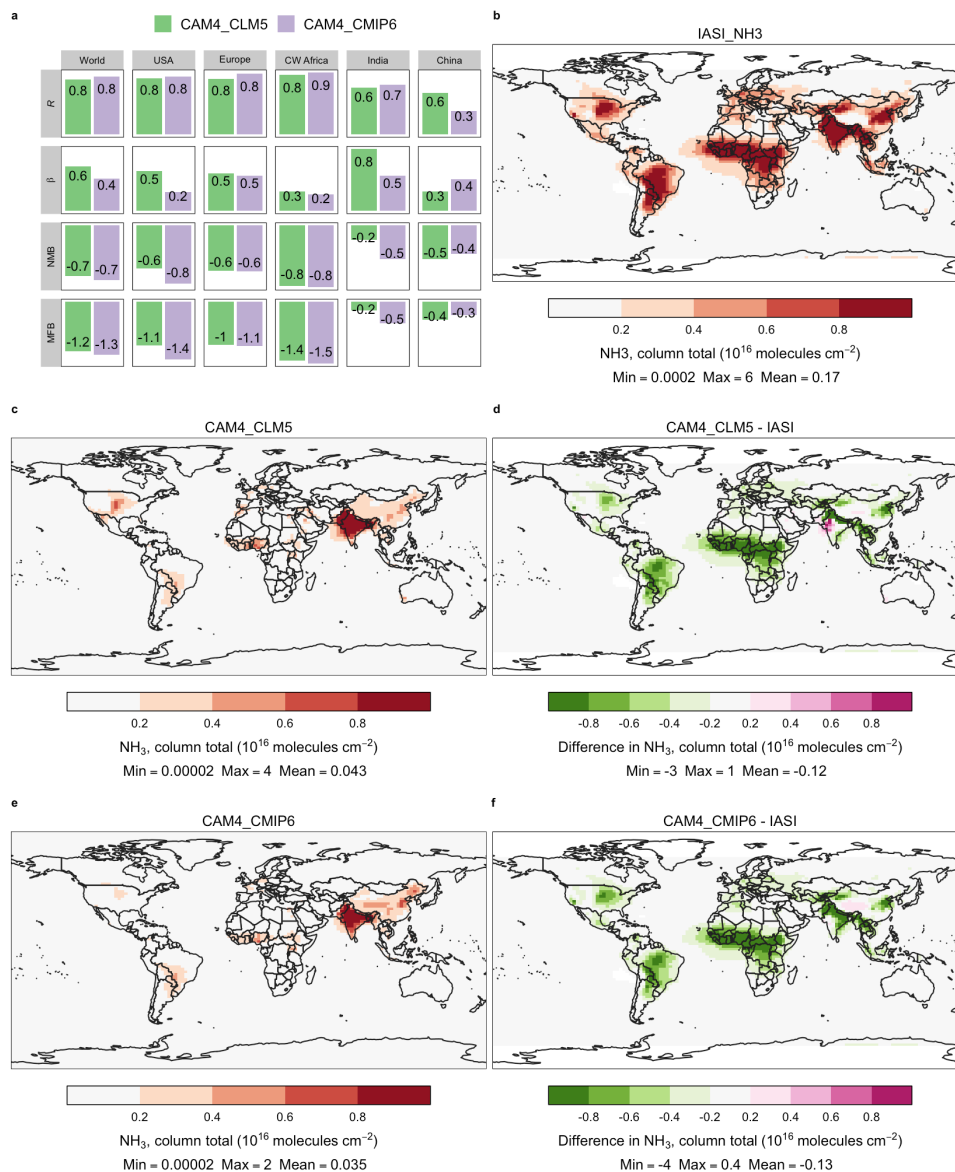 a
CAM4_CLM5 CAM4_CMIP6
World USA Europe CW Africa India China
R
0.8 0.8 0.8 0.8 0.8 0.8 0.8 0.9 0.6 0.7 0.6 0.3
β
0.6 0.4 0.5 0.2 0.5 0.5 0.3 0.2 0.8 0.5 0.3 0.4
NMB
-0.7 -0.7 -0.6 -0.8 -0.6 -0.6 -0.8 -0.8 -0.2 -0.5 -0.5 -0.4
MFB
-1.2 -1.3 -1.1 -1.4 -1 -1.1 -1.4 -1.5 -0.2 -0.5 -0.4 -0.3
b
IASI_NH3
0.2 0.4 0.6 0.8
NH3, column total (10¹⁶ molecules cm⁻²)
Min = 0.0002 Max = 6 Mean = 0.17
c
CAM4_CLM5
0.2 0.4 0.6 0.8
NH₃, column total (10¹⁶ molecules cm⁻²)
Min = 0.00002 Max = 4 Mean = 0.043
d
CAM4_CLM5 - IASI
-0.8 -0.6 -0.4 -0.2 0.2 0.4 0.6 0.8
Difference in NH₃, column total (10¹⁶ molecules cm⁻²)
Min = -3 Max = 1 Mean = -0.12
e
CAM4_CMIP6
0.2 0.4 0.6 0.8
NH₃, column total (10¹⁶ molecules cm⁻²)
Min = 0.00002 Max = 2 Mean = 0.035
f
CAM4_CMIP6 - IASI
-0.8 -0.6 -0.4 -0.2 0.2 0.4 0.6 0.8
Difference in NH₃, column total (10¹⁶ molecules cm⁻²)
Min = -4 Max = 0.4 Mean = -0.13